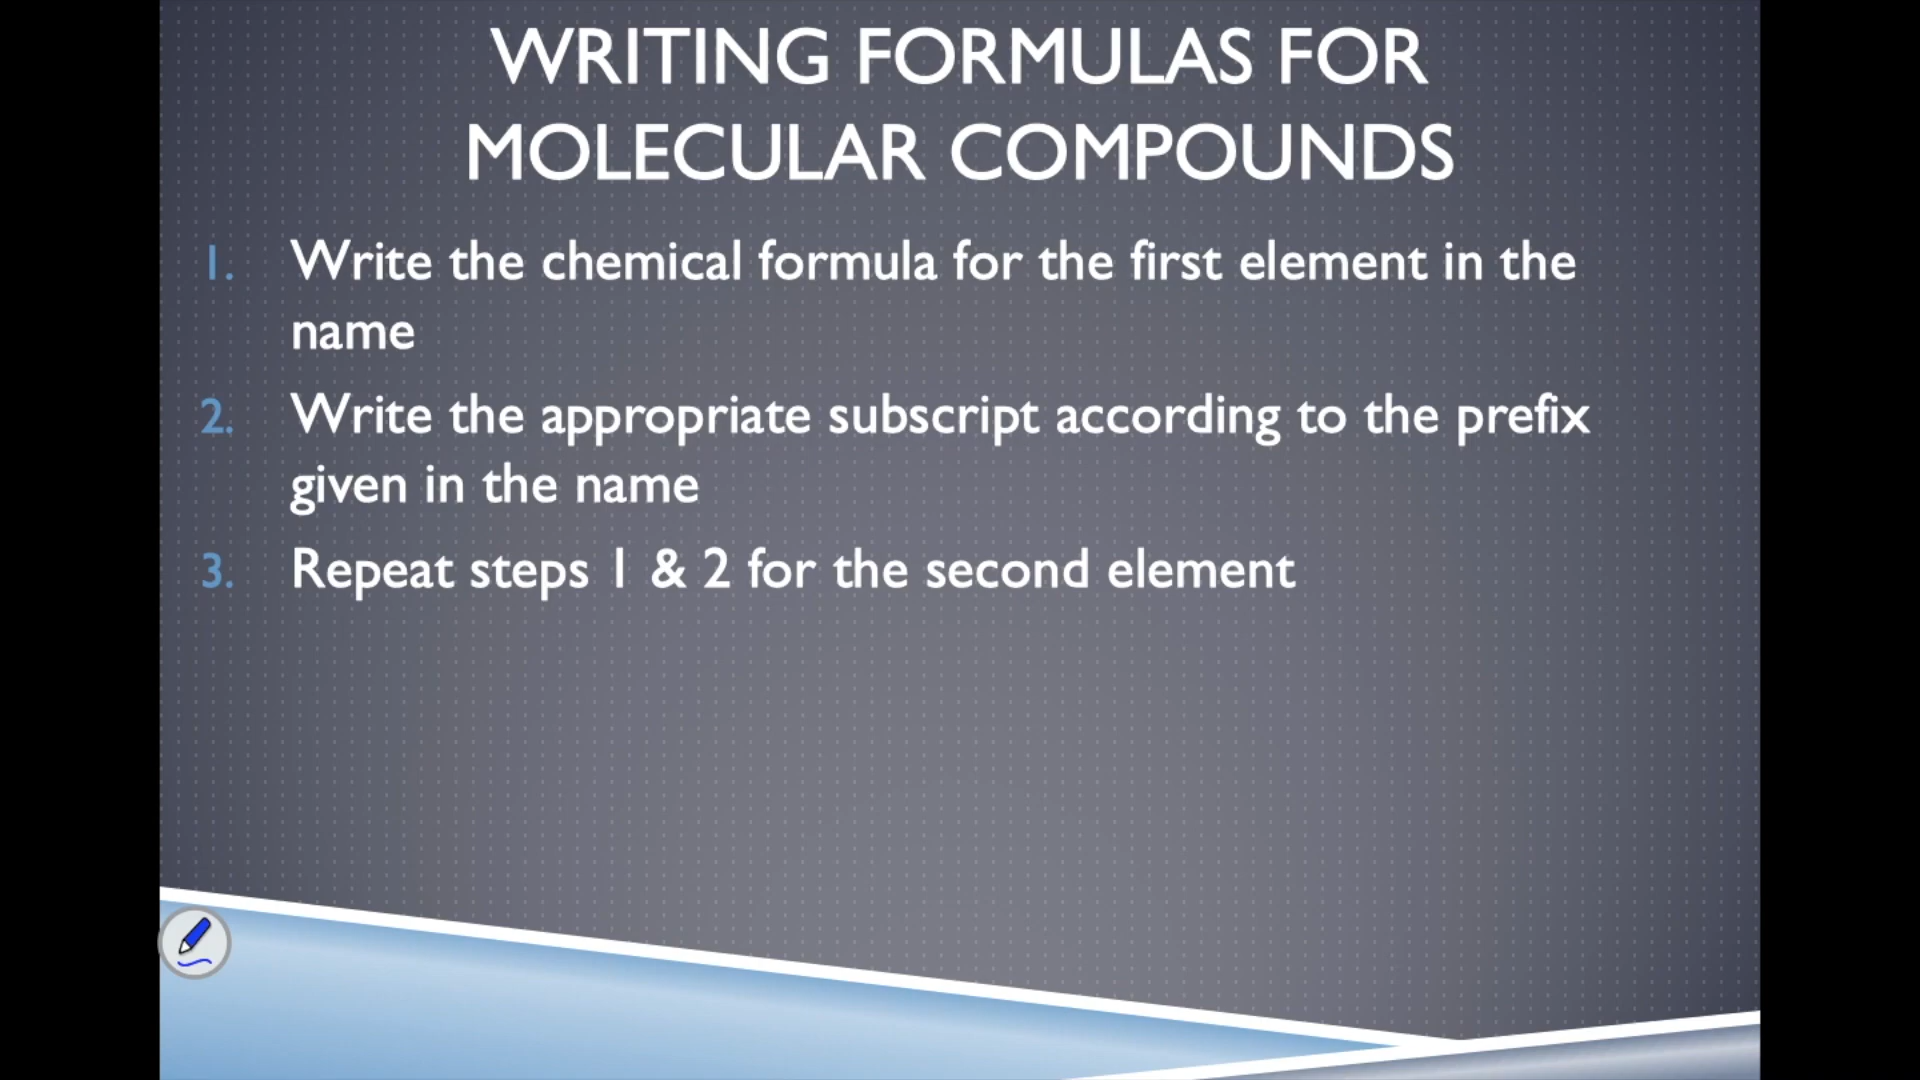 WRITING FORMULAS FOR
MOLECULAR COMPOUNDS
1. Write the chemical formula for the first element in the
name
2. Write the appropriate subscript according to the prefix
given in the name
3. Repeat steps 1 & 2 for the second element